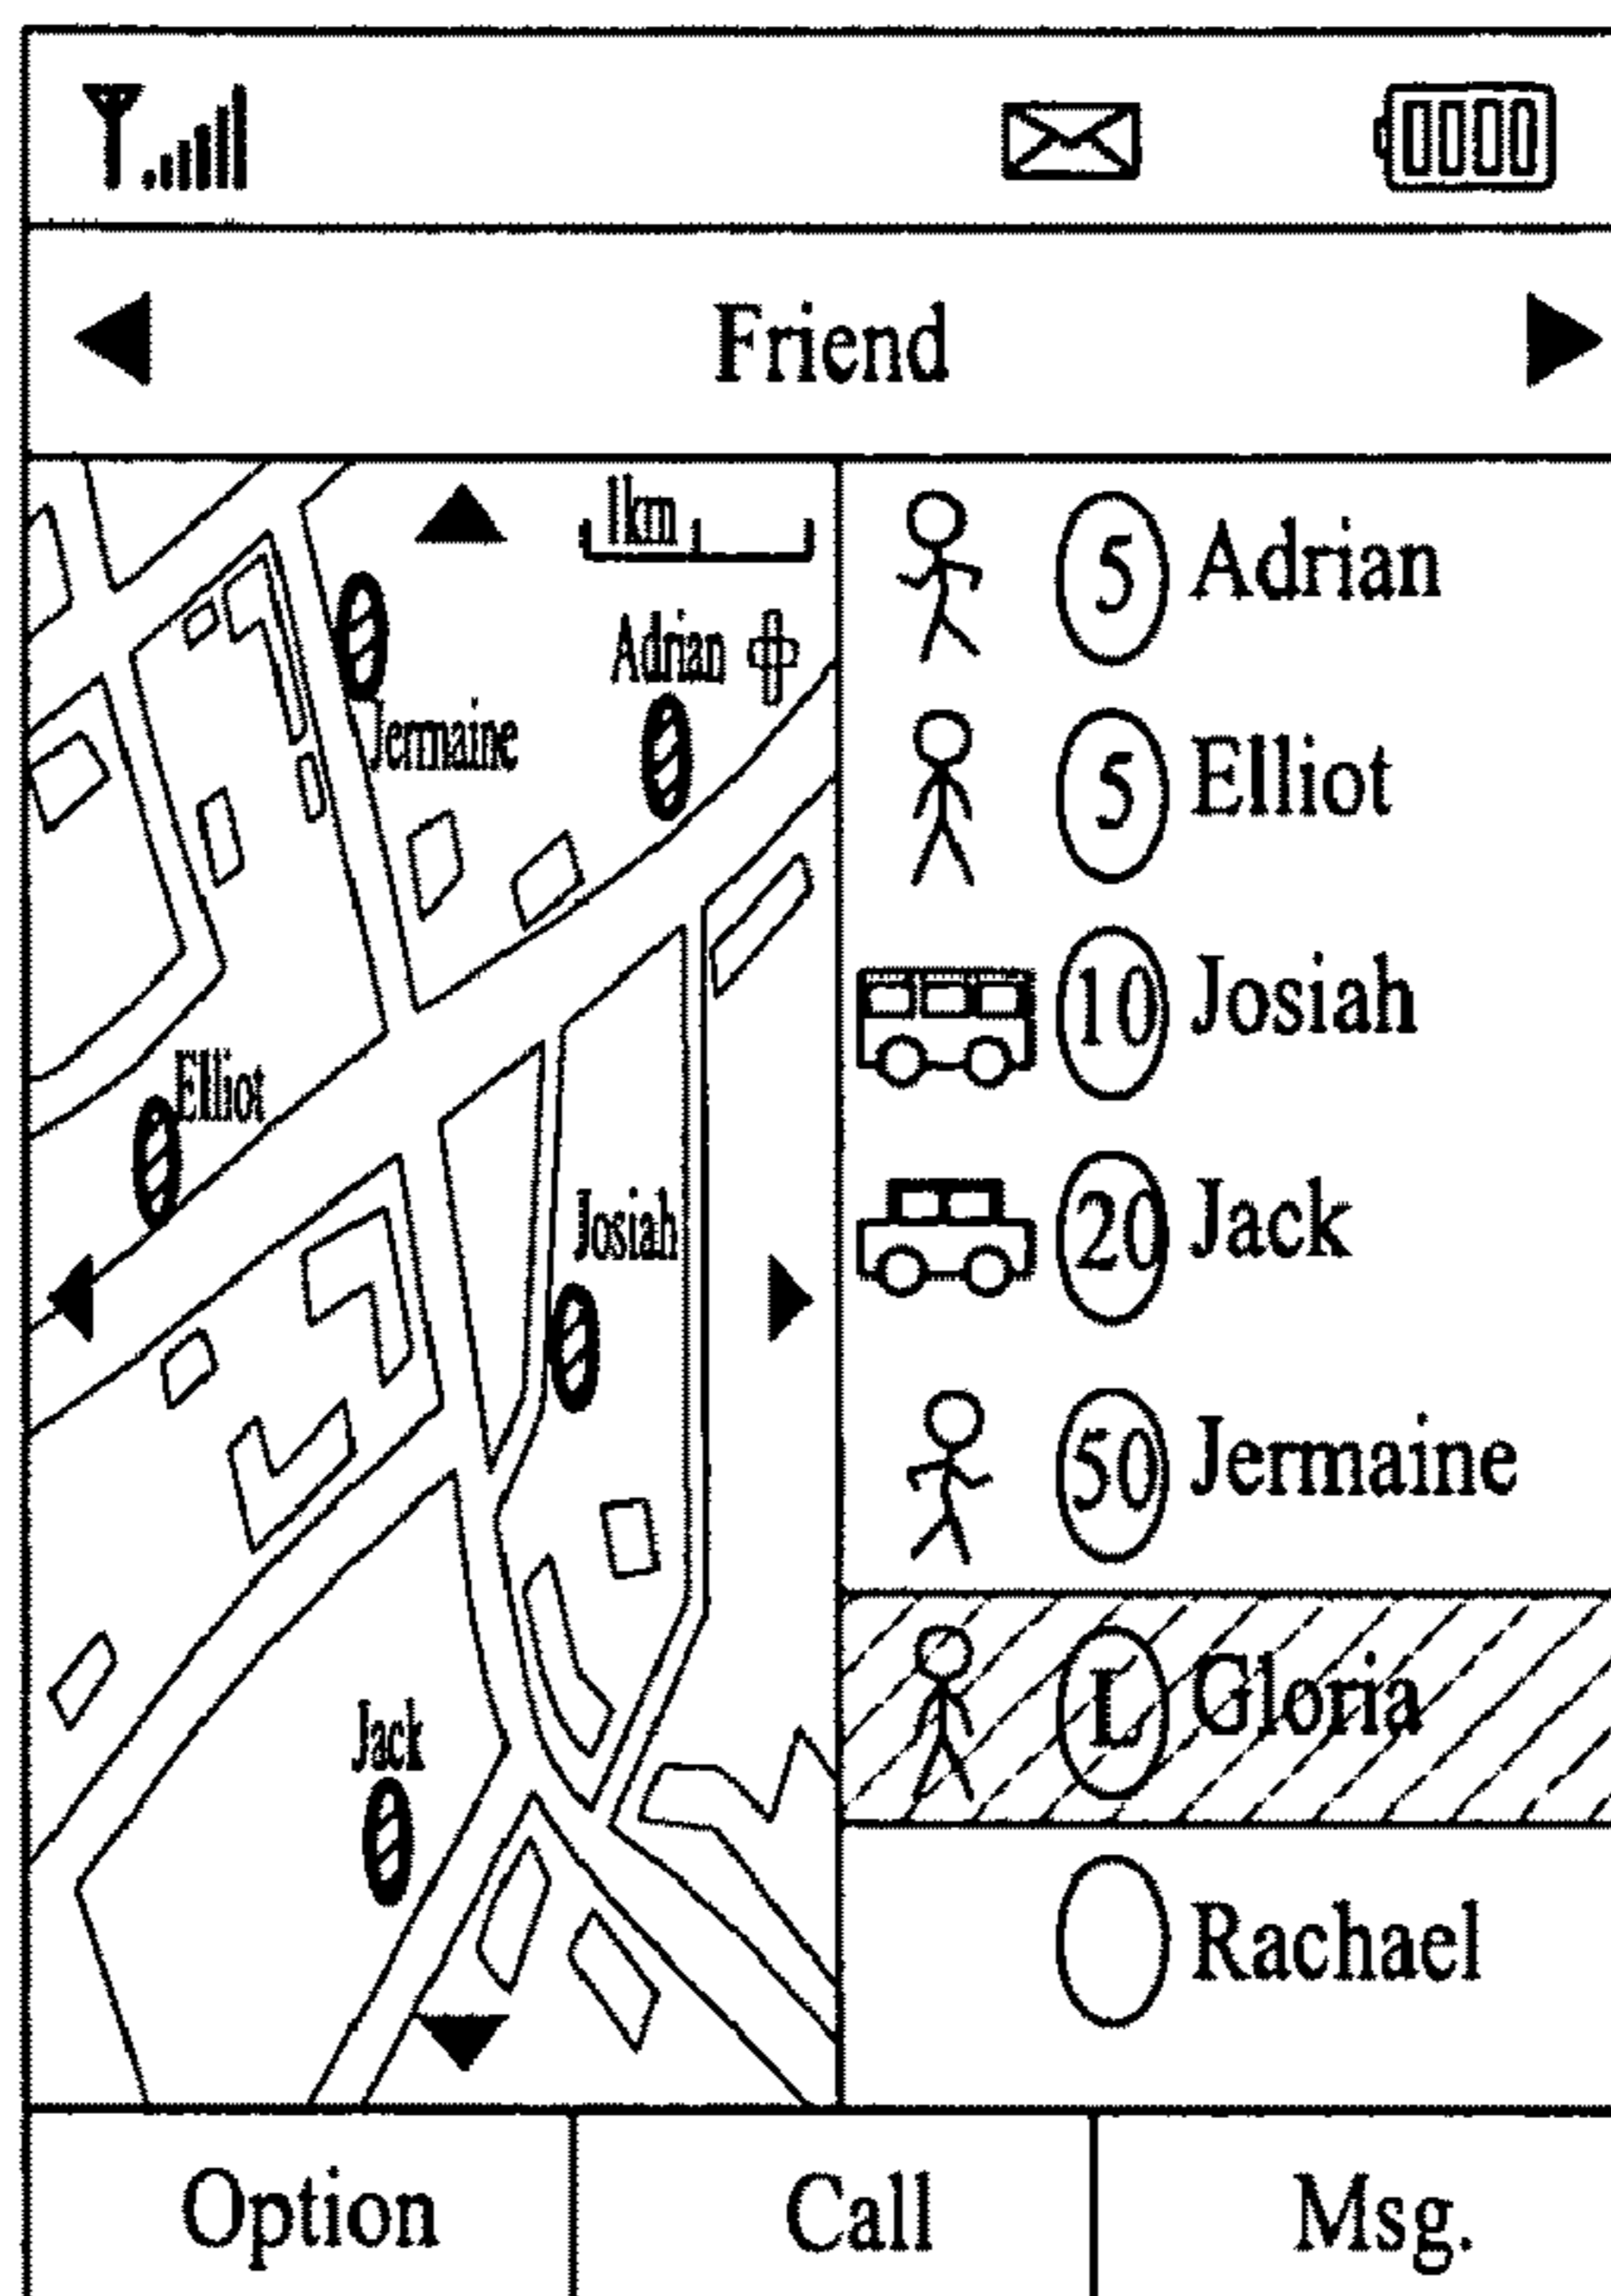 Friend
1km
Adrian
Jermaine
Elliot
Josiah
Jack
5 Adrian
5 Elliot
10 Josiah
20 Jack
50 Jermaine
L Gloria
Rachael
Option Call Msg.